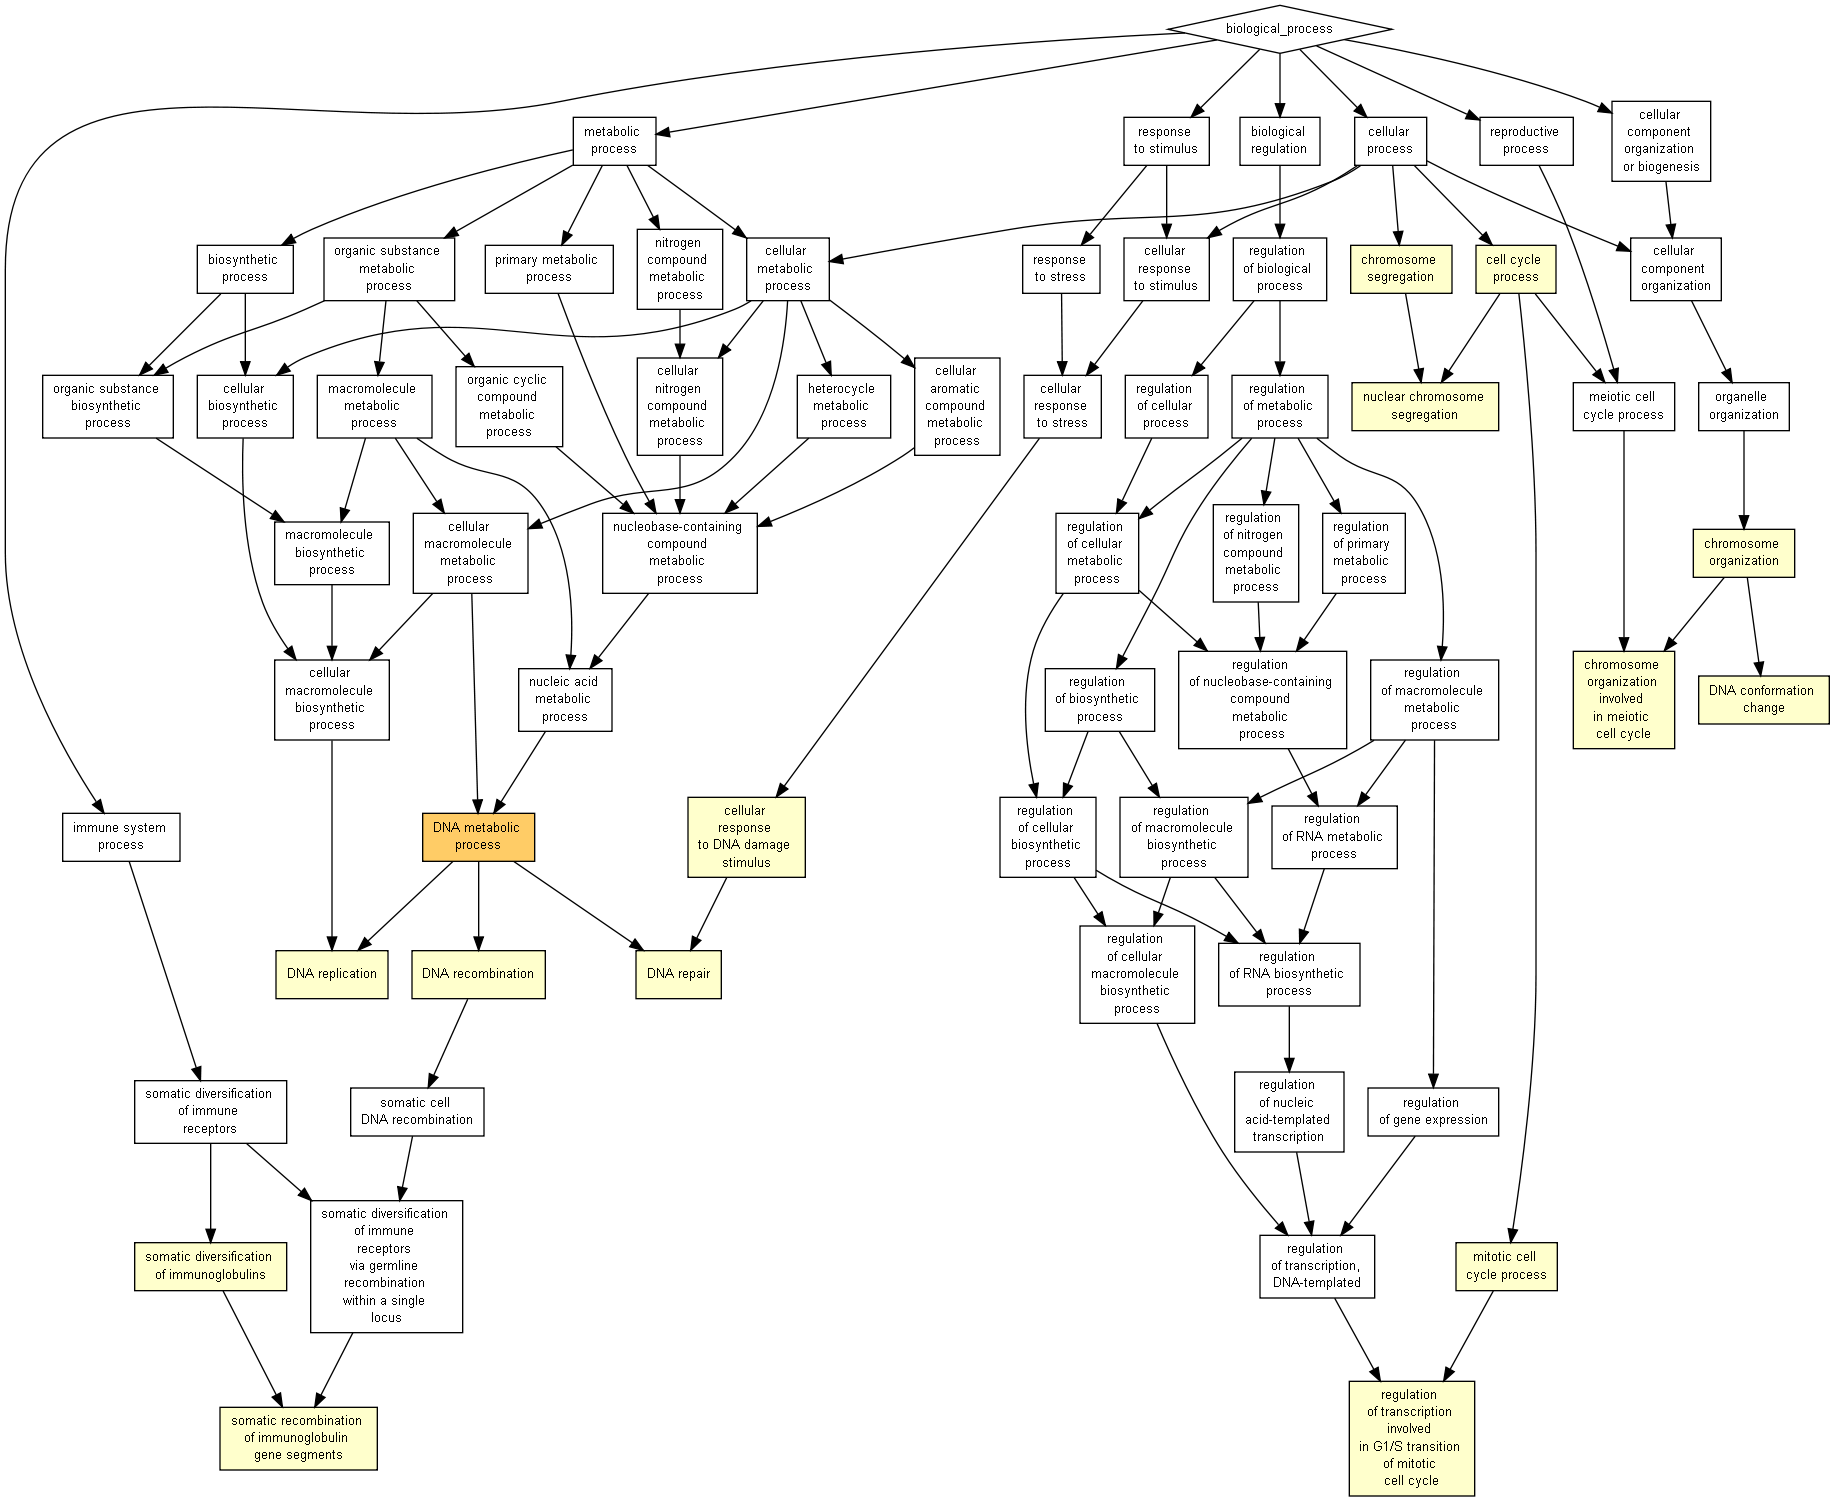 biological_process
metabolic
process
response
to stimulus
biological
regulation
cellular
process
reproductive
process
cellular
component
organization
or biogenesis
biosynthetic
process
organic substance
metabolic
process
primary metabolic
process
nitrogen
compound
metabolic
process
cellular
metabolic
process
response
to stress
cellular
response
to stimulus
regulation
of biological
process
chromosome
segregation
cell cycle
process
cellular
component
organization
organic substance
biosynthetic
process
cellular
biosynthetic
process
macromolecule
metabolic
process
organic cyclic
compound
metabolic
process
cellular
nitrogen
compound
metabolic
process
heterocycle
metabolic
process
cellular
aromatic
compound
metabolic
process
cellular
response
to stress
regulation
of cellular
process
regulation
of metabolic
process
nuclear chromosome
segregation
meiotic cell
cycle process
organelle
organization
macromolecule
biosynthetic
process
cellular
macromolecule
metabolic
process
nucleobase-containing
compound
metabolic
process
regulation
of cellular
metabolic
process
regulation
of nitrogen
compound
metabolic
process
regulation
of primary
metabolic
process
chromosome
organization
cellular
macromolecule
biosynthetic
process
nucleic acid
metabolic
process
regulation
of biosynthetic
process
regulation
of nucleobase-containing
compound
metabolic
process
regulation
of macromolecule
metabolic
process
chromosome
organization
involved
in meiotic
cell cycle
DNA conformation
change
immune system
process
DNA metabolic
process
cellular
response
to DNA damage
stimulus
regulation
of cellular
biosynthetic
process
regulation
of macromolecule
biosynthetic
process
regulation
of RNA metabolic
process
DNA replication
DNA recombination
DNA repair
regulation
of cellular
macromolecule
biosynthetic
process
regulation
of RNA biosynthetic
process
somatic diversification
of immune
receptors
somatic cell
DNA recombination
regulation
of nucleic
acid-templated
transcription
regulation
of gene expression
somatic diversification
of immunoglobulins
somatic diversification
of immune
receptors
via germline
recombination
within a single
locus
regulation
of transcription,
DNA-templated
mitotic cell
cycle process
somatic recombination
of immunoglobulin
gene segments
regulation
of transcription
involved
in G1/S transition
of mitotic
cell cycle